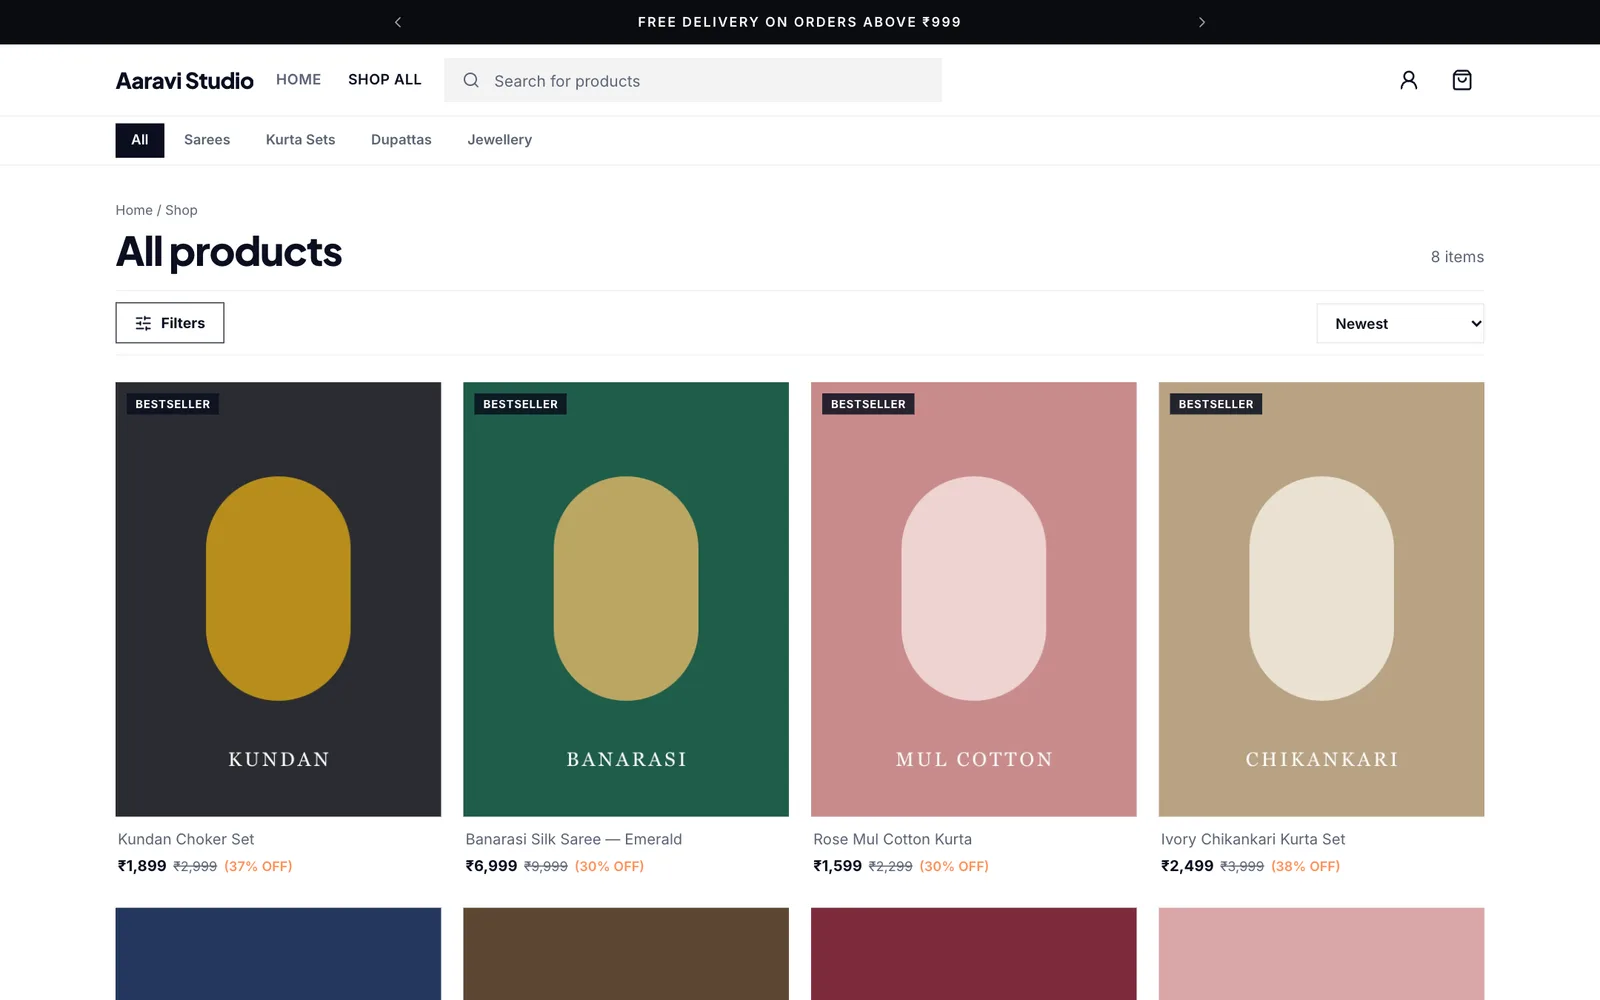 FREE DELIVERY ON ORDERS ABOVE ₹999
Aaravi Studio HOME SHOP ALL Search for products
All Sarees Kurta Sets Dupattas Jewellery
Home / Shop
All products
8 items
Filters Newest
BESTSELLER BESTSELLER BESTSELLER BESTSELLER
KUNDAN BANARASI MUL COTTON CHIKANKARI
Kundan Choker Set Banarasi Silk Saree — Emerald Rose Mul Cotton Kurta Ivory Chikankari Kurta Set
₹1,899 ₹2,999 (37% OFF) ₹6,999 ₹9,999 (30% OFF) ₹1,599 ₹2,299 (30% OFF) ₹2,499 ₹3,999 (38% OFF)